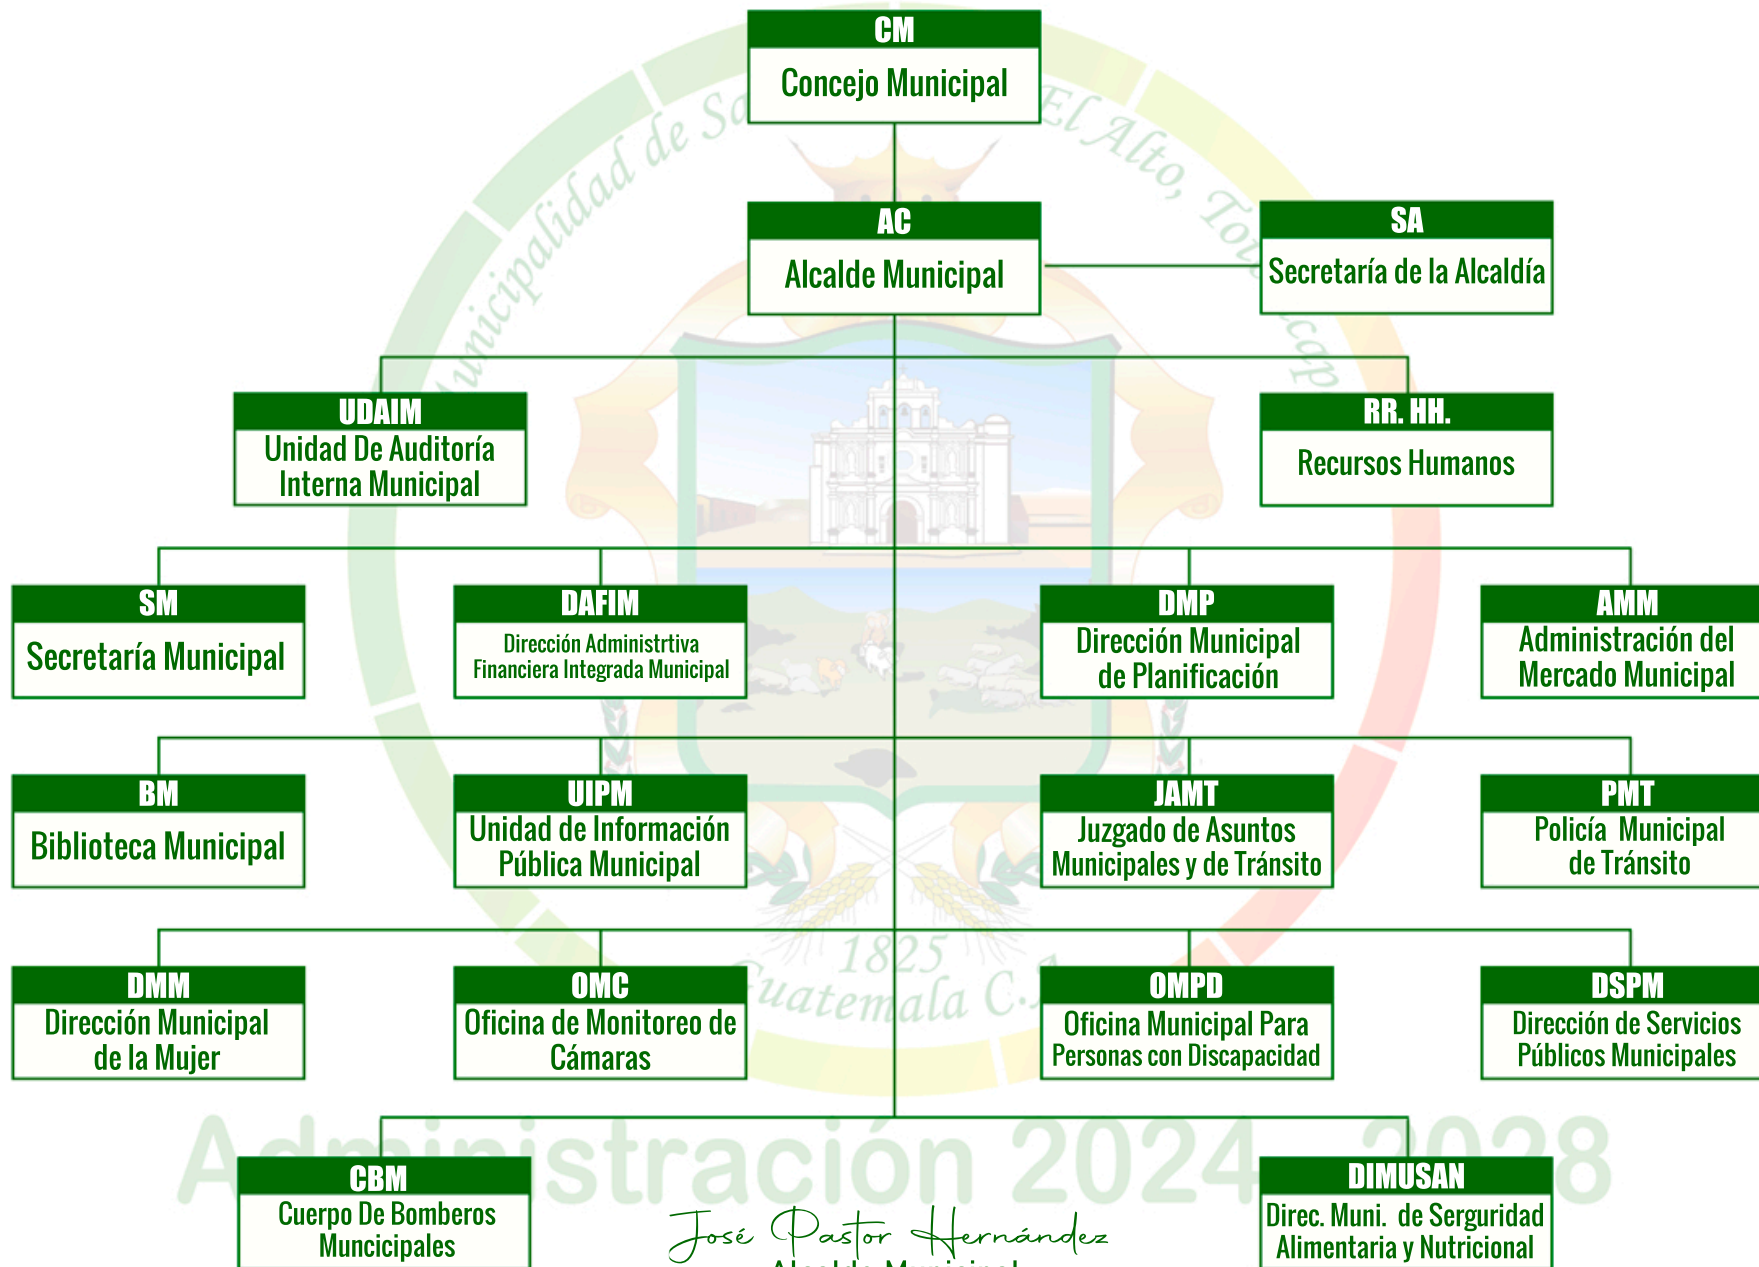 CM
Concejo Municipal
Municipalidad de
El Alto,
AC
Alcalde Municipal
SA
Secretaría de la Alcaldía
UDAIM
Unidad De Auditoría
Interna Municipal
RR. HH.
Recursos Humanos
SM
Secretaría Municipal
DAFIM
Dirección Administrtiva
Financiera Integrada Municipal
DMP
Dirección Municipal
de Planificación
AMM
Administración del
Mercado Municipal
BM
Biblioteca Municipal
UIPM
Unidad de Información
Pública Municipal
JAMT
Juzgado de Asuntos
Municipales y de Tránsito
PMT
Policía Municipal
de Tránsito
1825
Guatemala C.A.
DMM
Dirección Municipal
de la Mujer
OMC
Oficina de Monitoreo de
Cámaras
OMPD
Oficina Municipal Para
Personas con Discapacidad
DSPM
Dirección de Servicios
Públicos Municipales
Administración 2024 2028
CBM
Cuerpo De Bomberos
Muncicipales
DIMUSAN
Direc. Muni. de Serguridad
Alimentaria y Nutricional
José Pastor Hernández
Alcalde Municipal